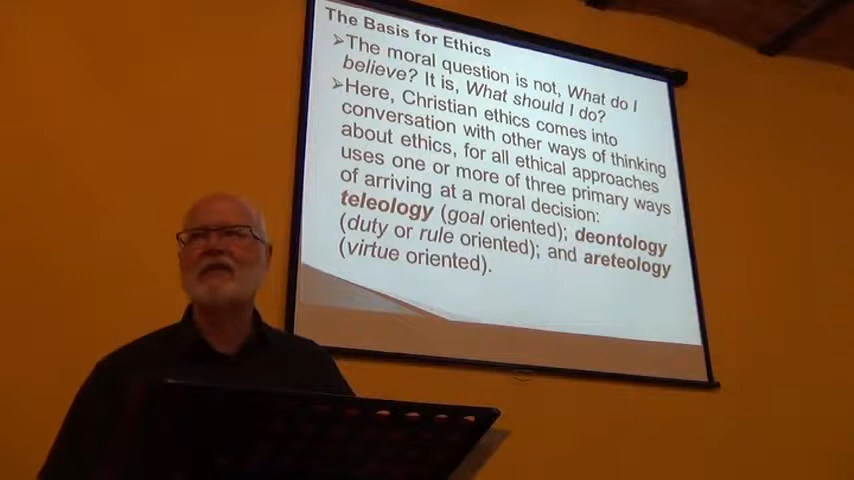 The Basis for Ethics
➢The moral question is not, What do I
believe? It is, What should I do?
➢Here, Christian ethics comes into
conversation with other ways of thinking
about ethics, for all ethical approaches
uses one or more of three primary ways
of arriving at a moral decision:
teleology (goal oriented); deontology
(duty or rule oriented); and areteology
(virtue oriented).